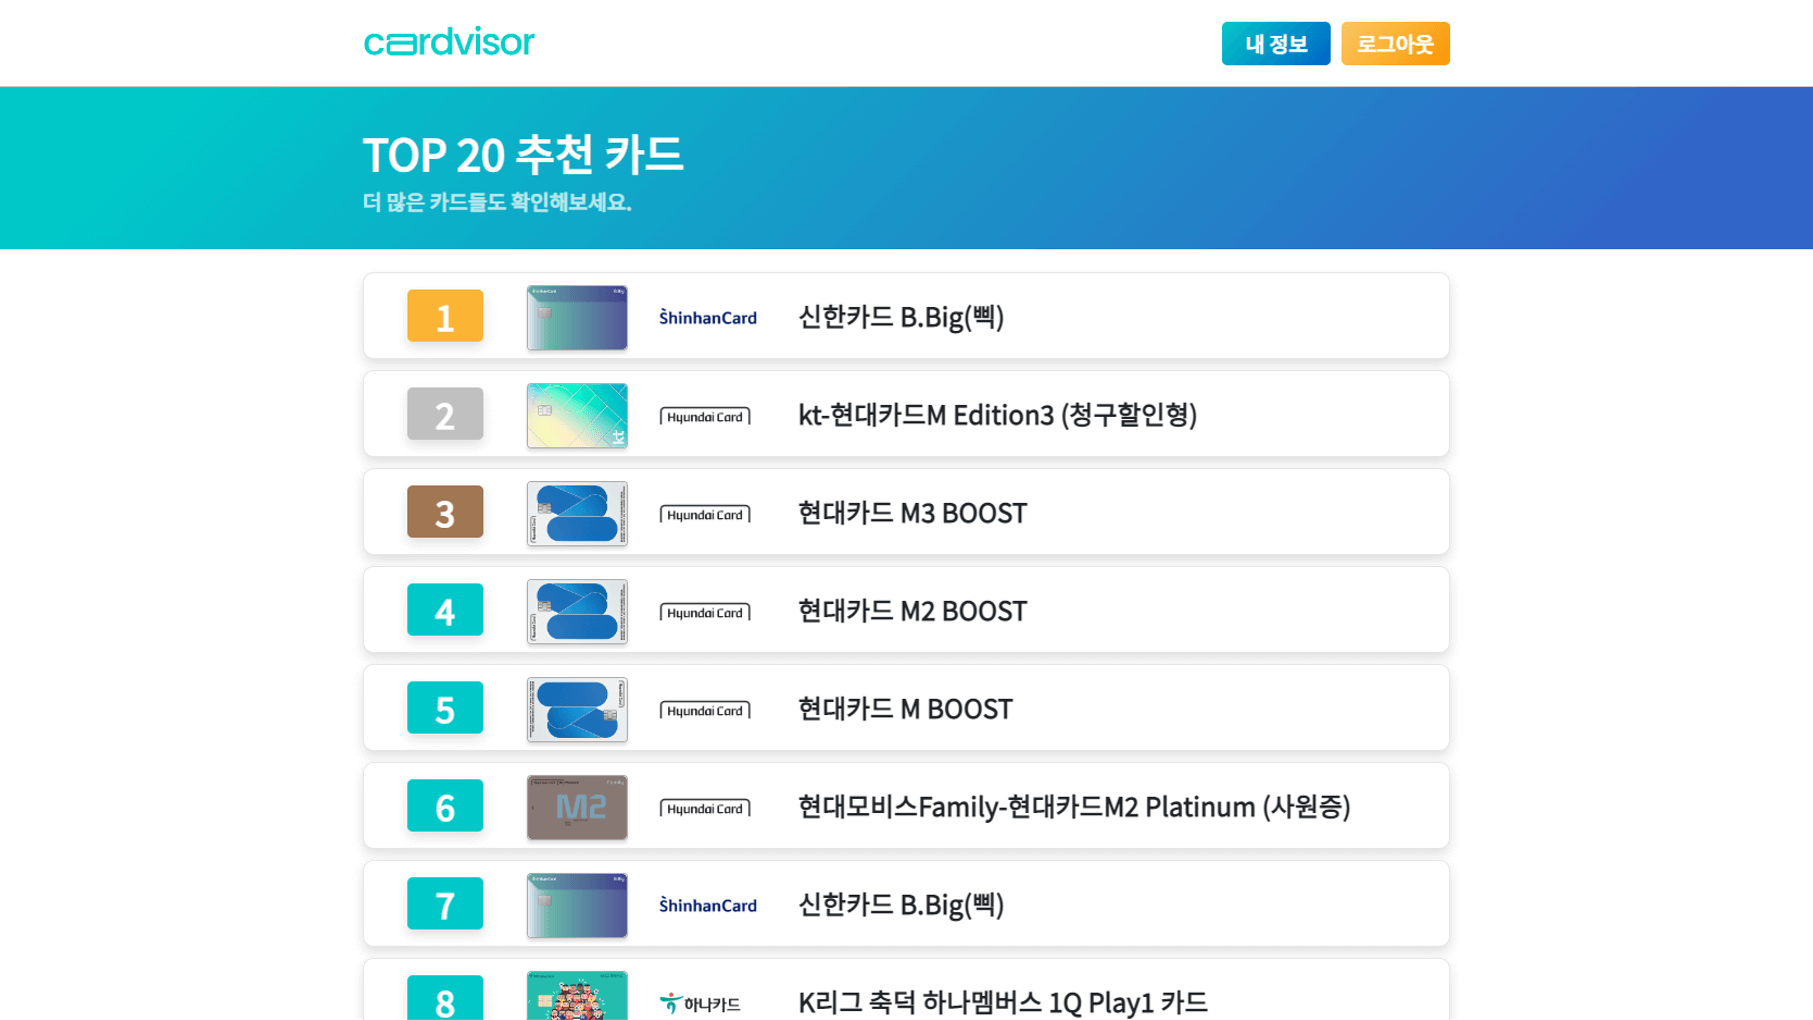 cardvisor
내 정보
로그아웃
TOP 20 추천 카드
더 많은 카드들도 확인해보세요.
1
ShinhanCard
신한카드 B.Big(삑)
2
kt
Hyundai Card
kt-현대카드M Edition3 (청구할인형)
3
Hyundai Card
현대카드 M3 BOOST
4
Hyundai Card
현대카드 M2 BOOST
5
Hyundai Card
현대카드 M BOOST
6
M2
Hyundai Card
현대모비스Family-현대카드M2 Platinum (사원증)
7
ShinhanCard
신한카드 B.Big(삑)
8
하나카드
K리그 축덕 하나멤버스 1Q Play1 카드